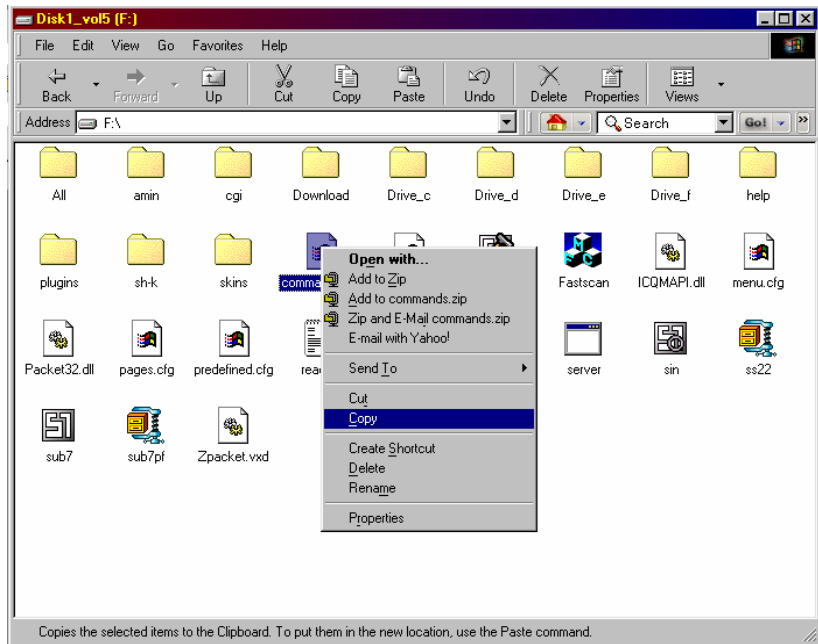 Disk1_vol5 (F:)
File Edit View Go Favorites Help
Back Forward Up Cut Copy Paste Undo Delete Properties Views
Address F:\ Search Go! »
All amin cgi Download Drive_c Drive_d Drive_e Drive_f help
plugins sh-k skins Fastscan ICQMAPI.dll menu.cfg
Packet32.dll pages.cfg predefined.cfg server sin ss22
sub7 sub7pf Zpacket.vxd
Open with...
Add to Zip
Add to commands.zip
Zip and E-Mail commands.zip
E-mail with Yahoo!
Send To
Cut
Copy
Create Shortcut
Delete
Rename
Properties
Copies the selected items to the Clipboard. To put them in the new location, use the Paste command.